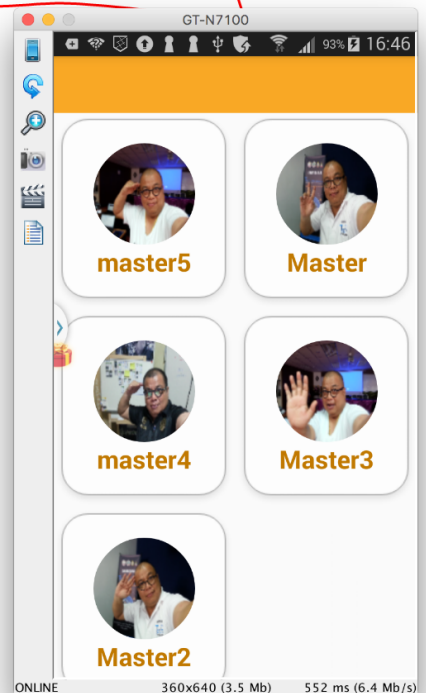 GT-N7100
93% 16:46
master5
Master
master4
Master3
Master2
ONLINE 360x640 (3.5 Mb) 552 ms (6.4 Mb/s)